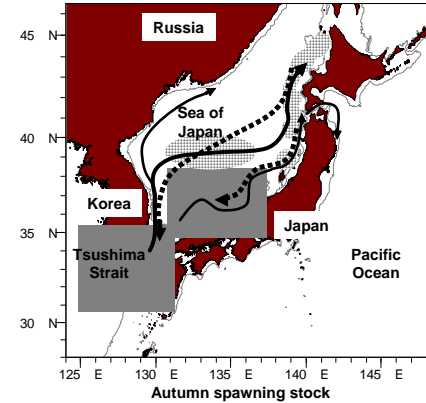 45 N
40 N
35 N
30 N
Russia
Sea of
Japan
Korea
Japan
Tsushima
Strait
Pacific
Ocean
125 E 130 E 135 E 140 E 145 E
Autumn spawning stock